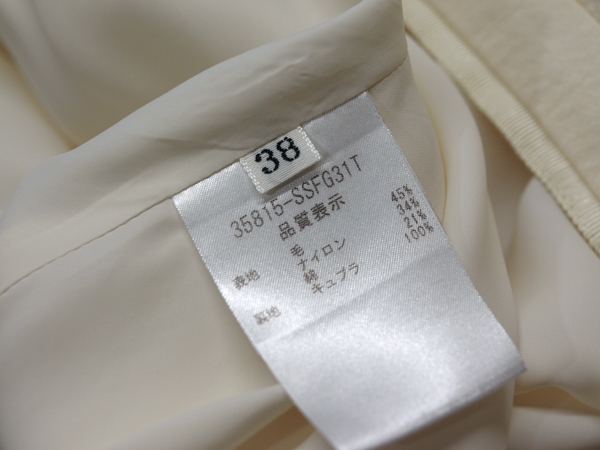 38
35815-SSFG31T
品質表示
表地 毛 45%
ナイロン 34%
綿 21%
裏地 キュプラ 100%